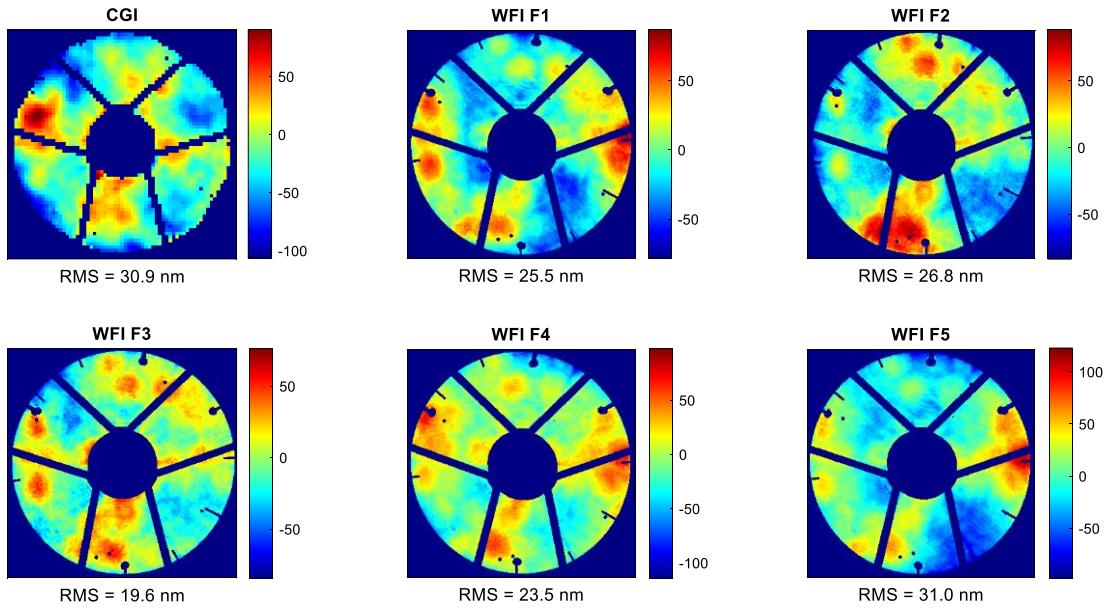 CGI
50
0
-50
-100
RMS = 30.9 nm
WFI F1
50
0
-50
RMS = 25.5 nm
WFI F2
50
0
-50
RMS = 26.8 nm
WFI F3
50
0
-50
RMS = 19.6 nm
WFI F4
50
0
-50
-100
RMS = 23.5 nm
WFI F5
100
50
0
-50
RMS = 31.0 nm